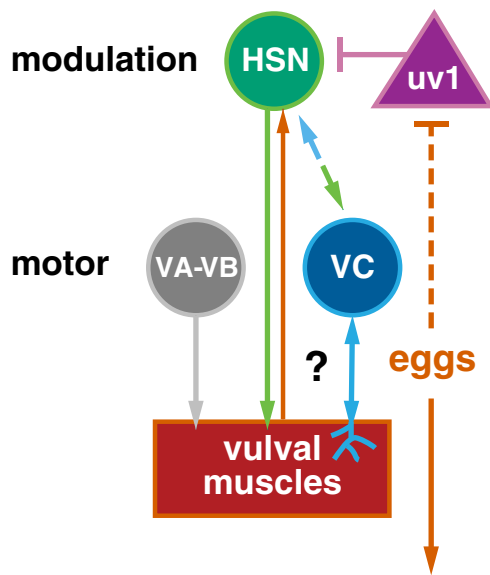 modulation
HSN
uv1
motor
VA-VB
VC
?
eggs
vulval
muscles